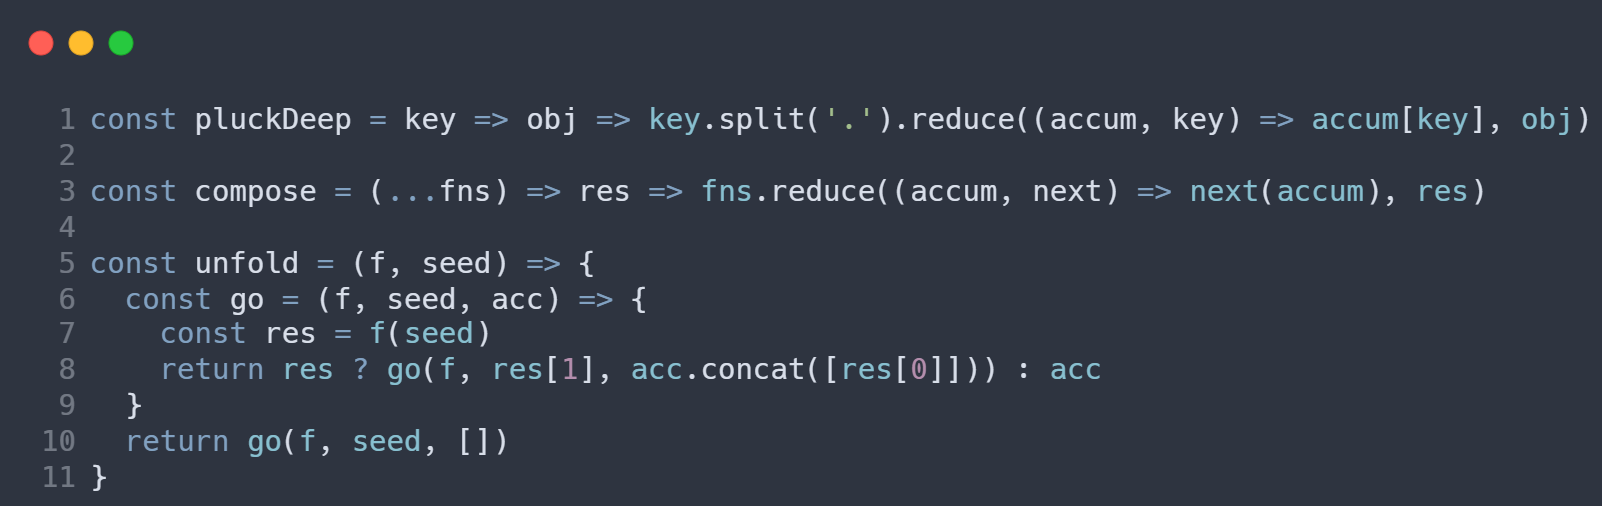 1 const pluckDeep = key => obj => key.split('.').reduce((accum, key) => accum[key], obj)
2
3 const compose = (...fns) => res => fns.reduce((accum, next) => next(accum), res)
4
5 const unfold = (f, seed) => {
6   const go = (f, seed, acc) => {
7     const res = f(seed)
8     return res ? go(f, res[1], acc.concat([res[0]])) : acc
9   }
10   return go(f, seed, [])
11 }